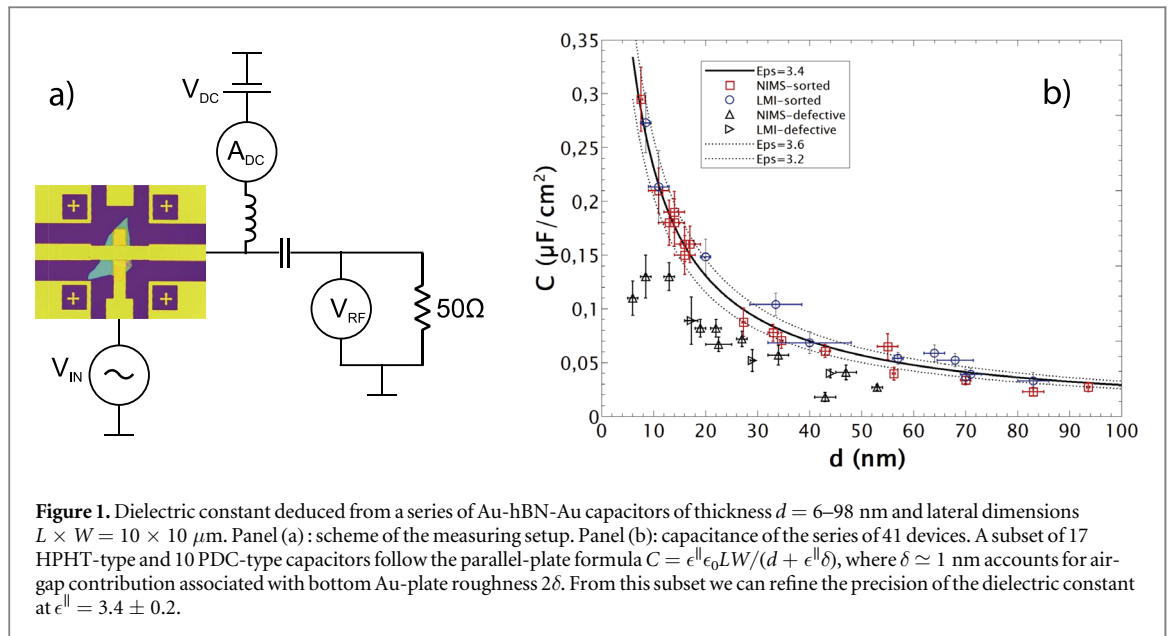 a)
V_DC
A_DC
V_RF
50Ω
V_IN
b)
0,35
0,3
0,25
0,2
0,15
0,1
0,05
0
C (μF/cm²)
Eps=3.4
NIMS-sorted
LMI-sorted
NIMS-defective
LMI-defective
Eps=3.6
Eps=3.2
0 10 20 30 40 50 60 70 80 90 100
d (nm)
Figure 1. Dielectric constant deduced from a series of Au-hBN-Au capacitors of thickness d = 6–98 nm and lateral dimensions
L × W = 10 × 10 μm. Panel (a) : scheme of the measuring setup. Panel (b): capacitance of the series of 41 devices. A subset of 17
HPHT-type and 10 PDC-type capacitors follow the parallel-plate formula C = ϵ^∥ϵ₀LW/(d + ϵ^∥δ), where δ ≃ 1 nm accounts for air-
gap contribution associated with bottom Au-plate roughness 2δ. From this subset we can refine the precision of the dielectric constant
at ϵ^∥ = 3.4 ± 0.2.